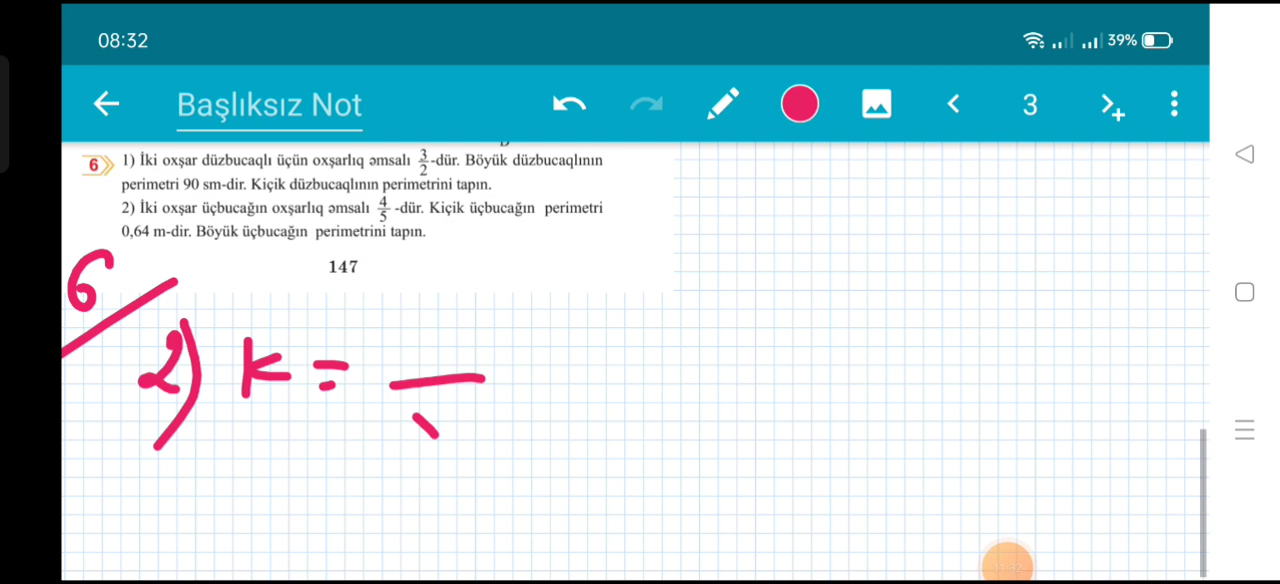 08:32
39%
Başlıksız Not
3
6 1) İki oxşar düzbucaqlı üçün oxşarlıq əmsalı 3/2-dür. Böyük düzbucaqlının
perimetri 90 sm-dir. Kiçik düzbucaqlının perimetrini tapın.
2) İki oxşar üçbucağın oxşarlıq əmsalı 4/5 -dür. Kiçik üçbucağın perimetri
0,64 m-dir. Böyük üçbucağın perimetrini tapın.
147
6/
2) k =
11:32